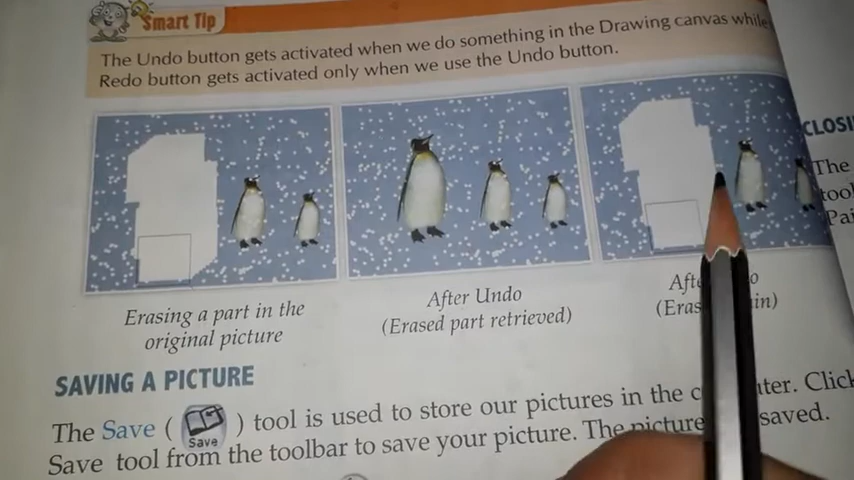 Smart Tip
The Undo button gets activated when we do something in the Drawing canvas while
Redo button gets activated only when we use the Undo button.
Erasing a part in the
original picture
After Undo
(Erased part retrieved)
SAVING A PICTURE
The Save ( Save ) tool is used to store our pictures in the Click
Save tool from the toolbar to save your picture. The picture saved.
The